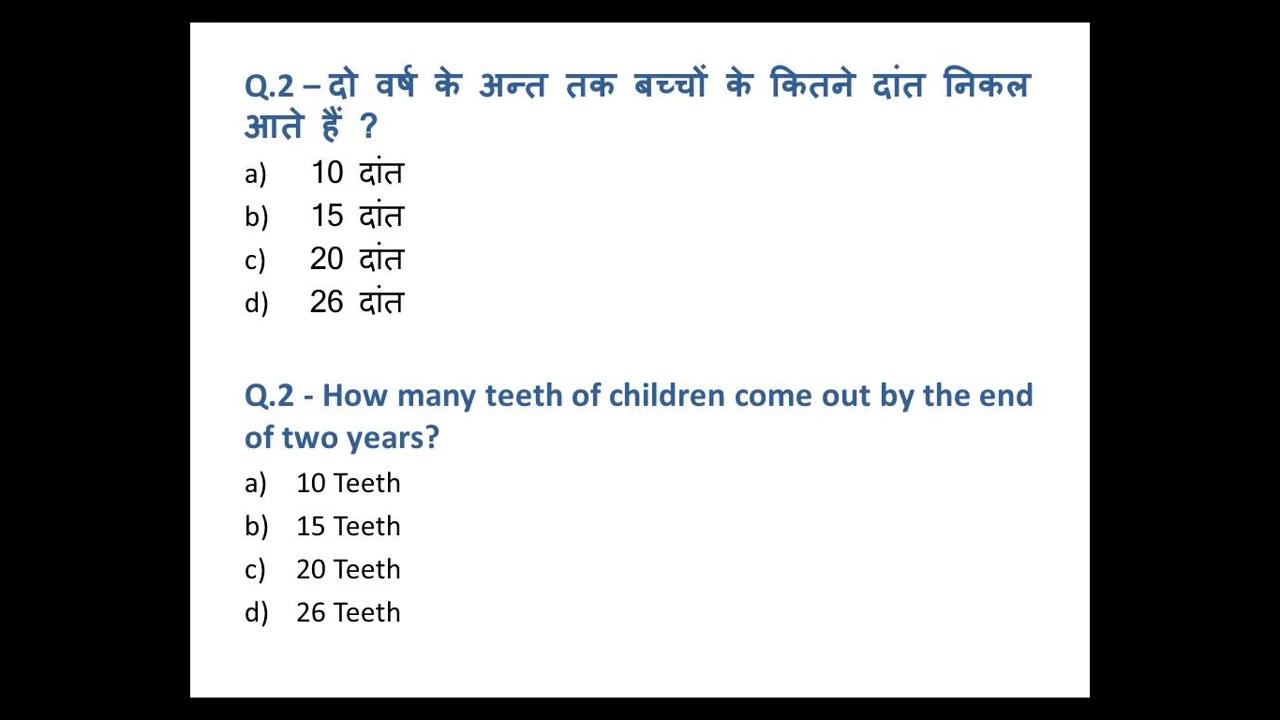 Q.2 – दो वर्ष के अन्त तक बच्चों के कितने दांत निकल
आते हैं ?
a) 10 दांत
b) 15 दांत
c) 20 दांत
d) 26 दांत
Q.2 - How many teeth of children come out by the end
of two years?
a) 10 Teeth
b) 15 Teeth
c) 20 Teeth
d) 26 Teeth